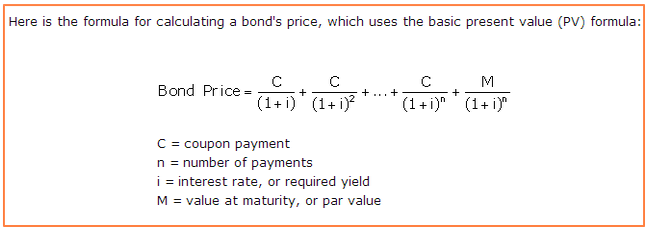 Here is the formula for calculating a bond's price, which uses the basic present value (PV) formula:
Bond Price = C/(1+i) + C/(1+i)² + ... + C/(1+i)ⁿ + M/(1+i)ⁿ
C = coupon payment
n = number of payments
i = interest rate, or required yield
M = value at maturity, or par value